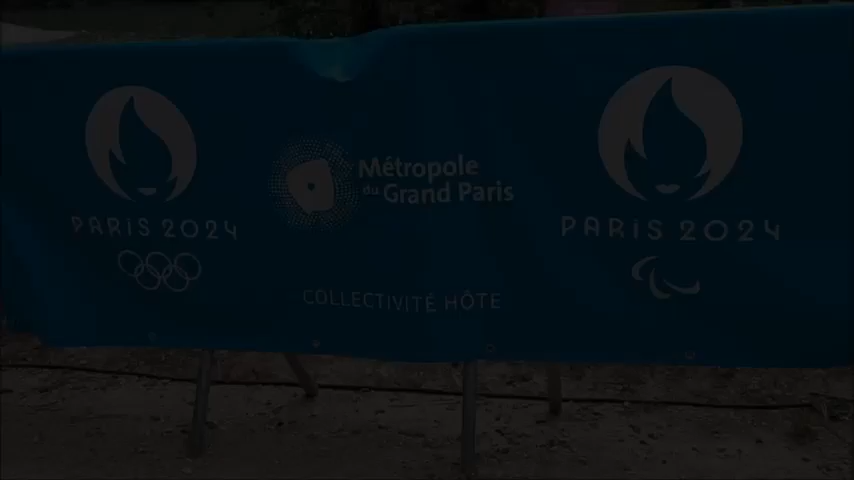 PARIS 2024
Métropole
du Grand Paris
COLLECTIVITÉ HÔTE
PARIS 2024